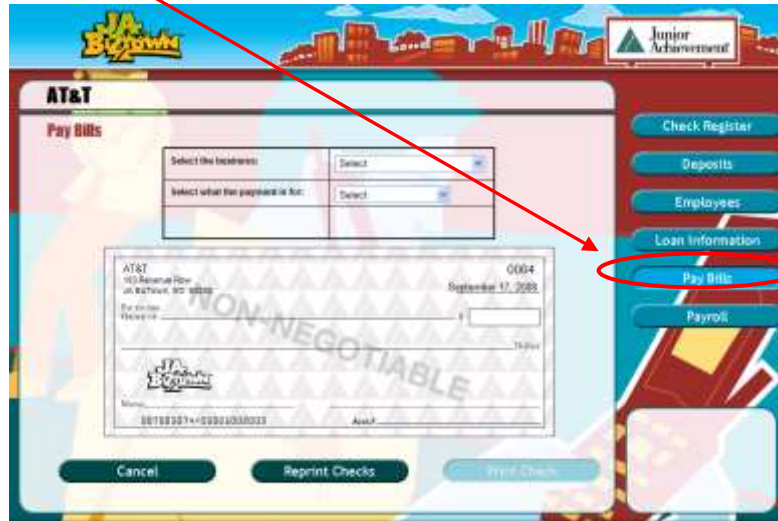 JA
BizTown
Junior
Achievement
AT&T
Pay Bills
Check Register
Deposits
Employees
Loan Information
Pay Bills
Payroll
Select the business:
Select
Select what the payment is for:
Select
AT&T
0004
September 17, 2008
$
NON-NEGOTIABLE
JA
BizTown
Memo
Cancel
Reprint Checks
Print Check